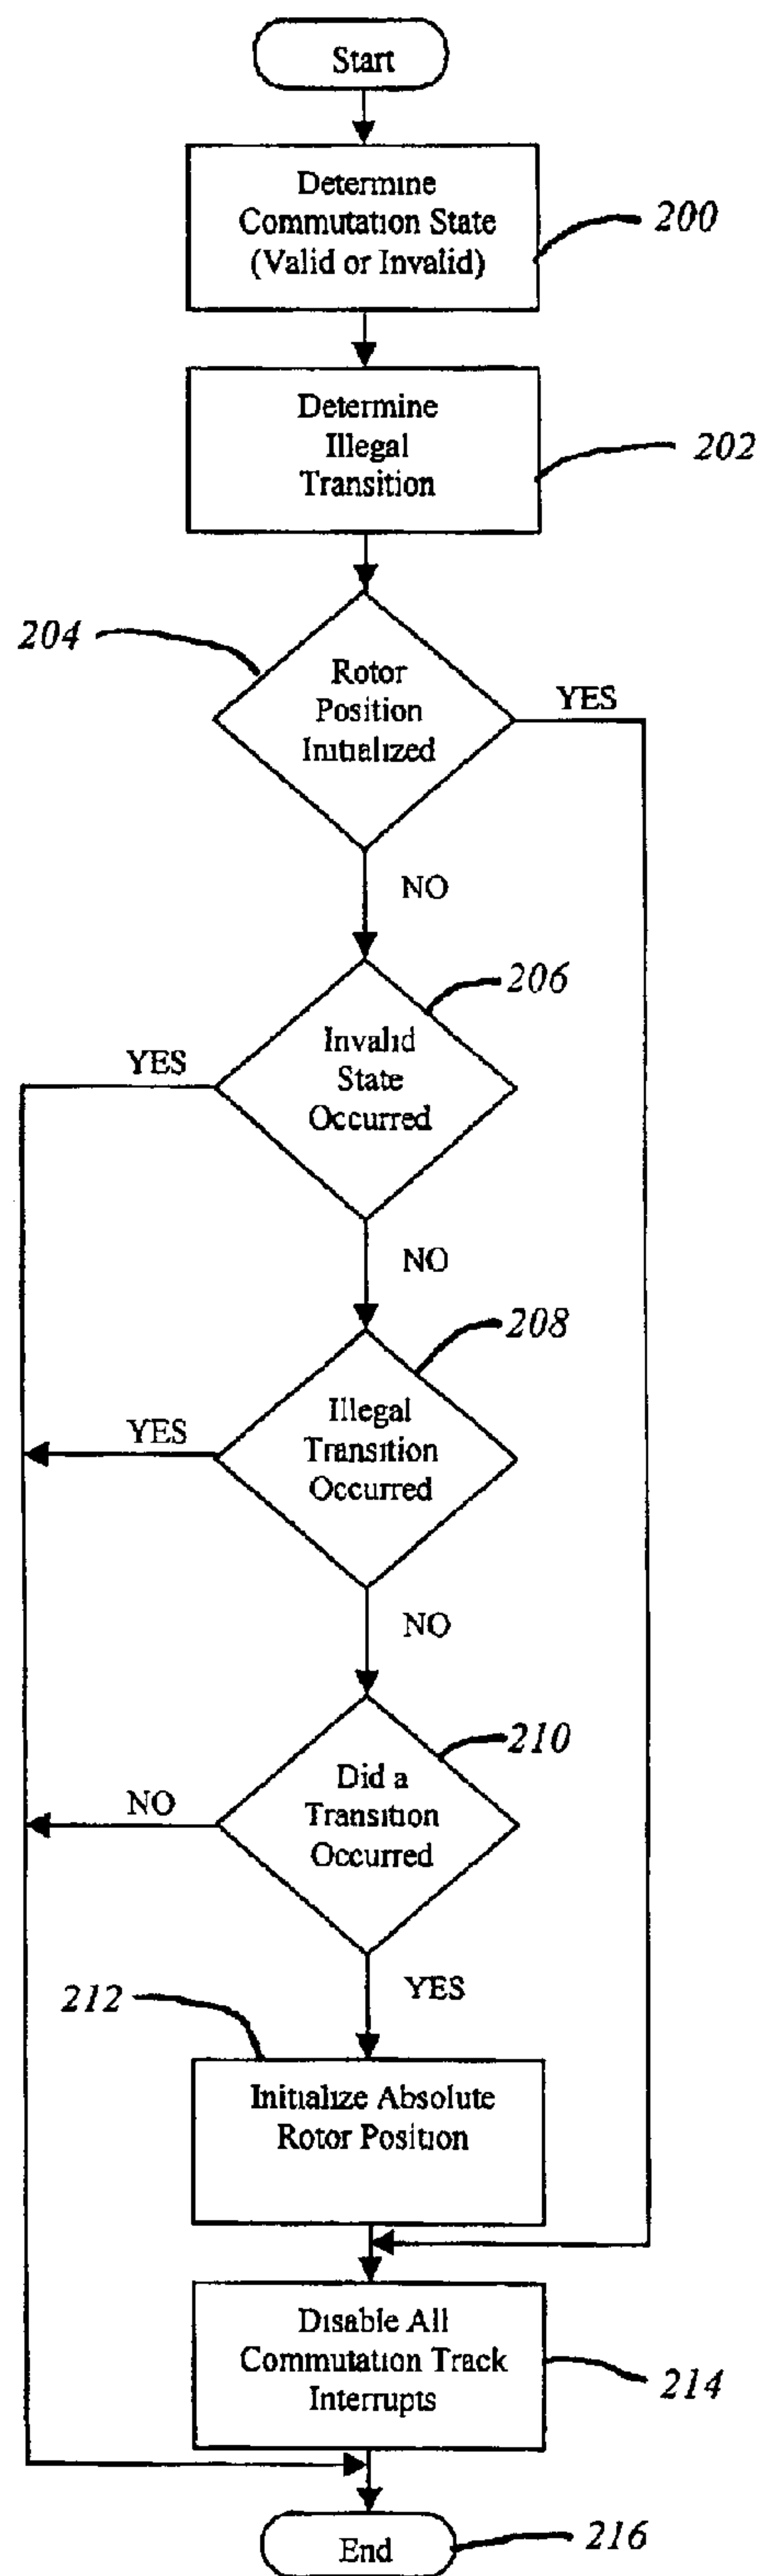 Start
Determine
Commutation State
(Valid or Invalid)
200
Determine
Illegal
Transition
202
204
Rotor
Position
Initialized
YES
NO
206
Invalid
State
Occurred
YES
NO
208
Illegal
Transition
Occurred
YES
NO
210
Did a
Transition
Occurred
NO
YES
212
Initialize Absolute
Rotor Position
Disable All
Commutation Track
Interrupts
214
End
216